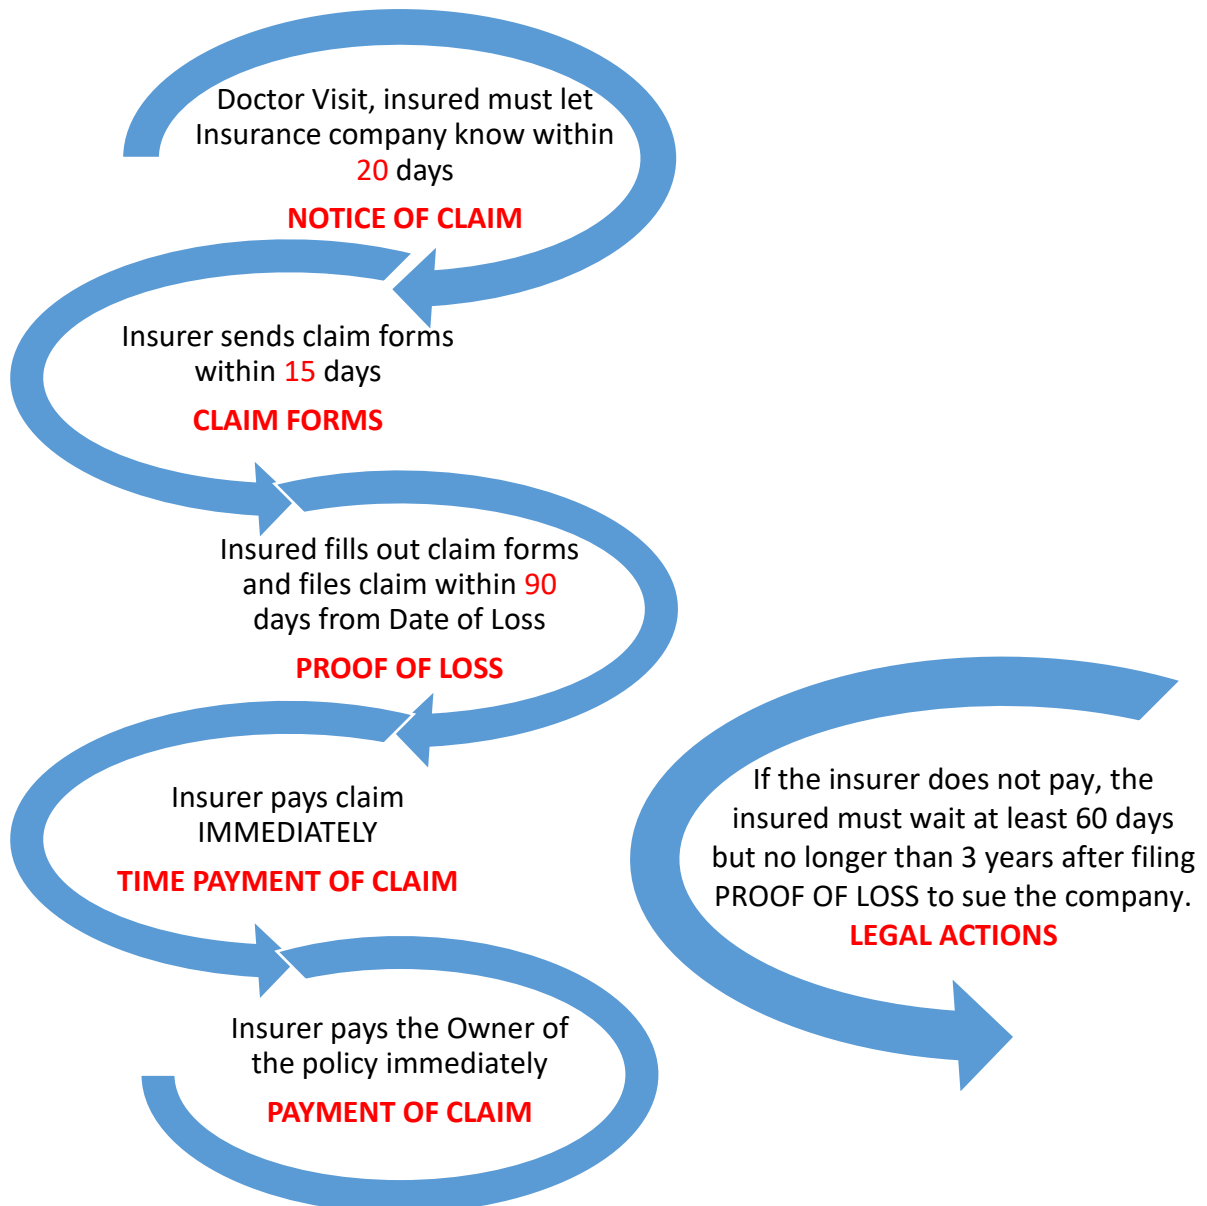 Doctor Visit, insured must let
Insurance company know within
20 days
NOTICE OF CLAIM
Insurer sends claim forms
within 15 days
CLAIM FORMS
Insured fills out claim forms
and files claim within 90
days from Date of Loss
PROOF OF LOSS
Insurer pays claim
IMMEDIATELY
TIME PAYMENT OF CLAIM
Insurer pays the Owner of
the policy immediately
PAYMENT OF CLAIM
If the insurer does not pay, the
insured must wait at least 60 days
but no longer than 3 years after filing
PROOF OF LOSS to sue the company.
LEGAL ACTIONS